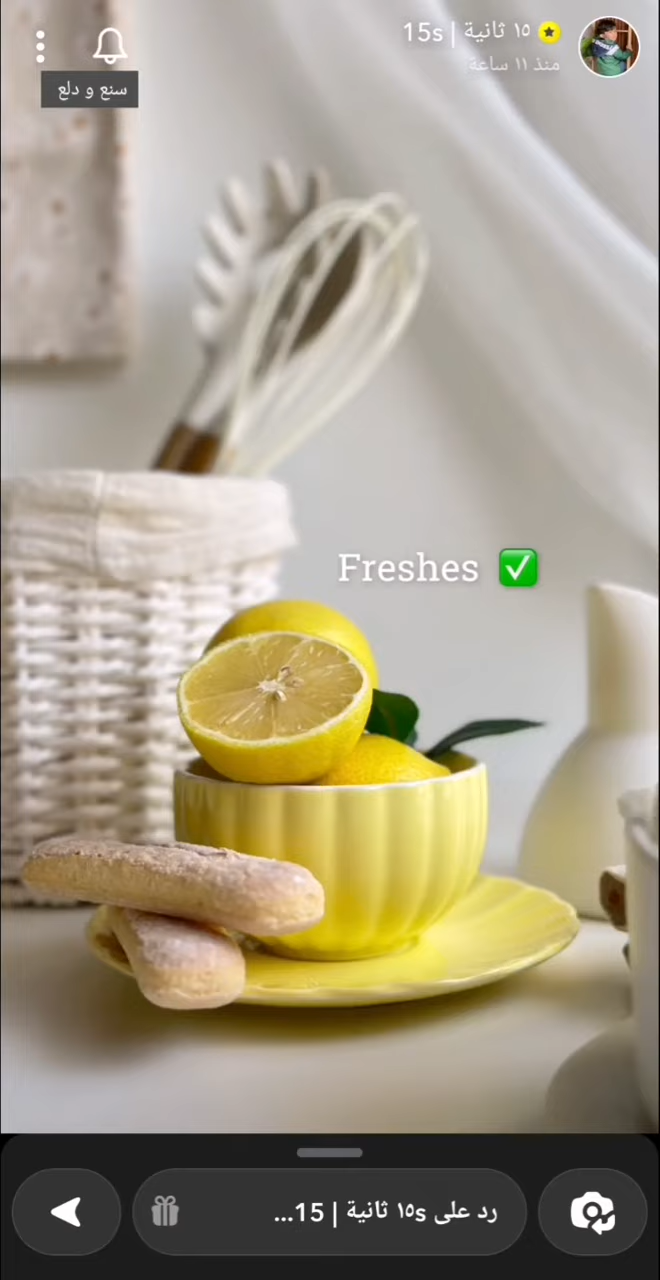 ١٥ ثانية | 15s
منذ ١١ ساعة
سنع و دلع
Freshes ✅
رد على ١٥s ثانية | 15...